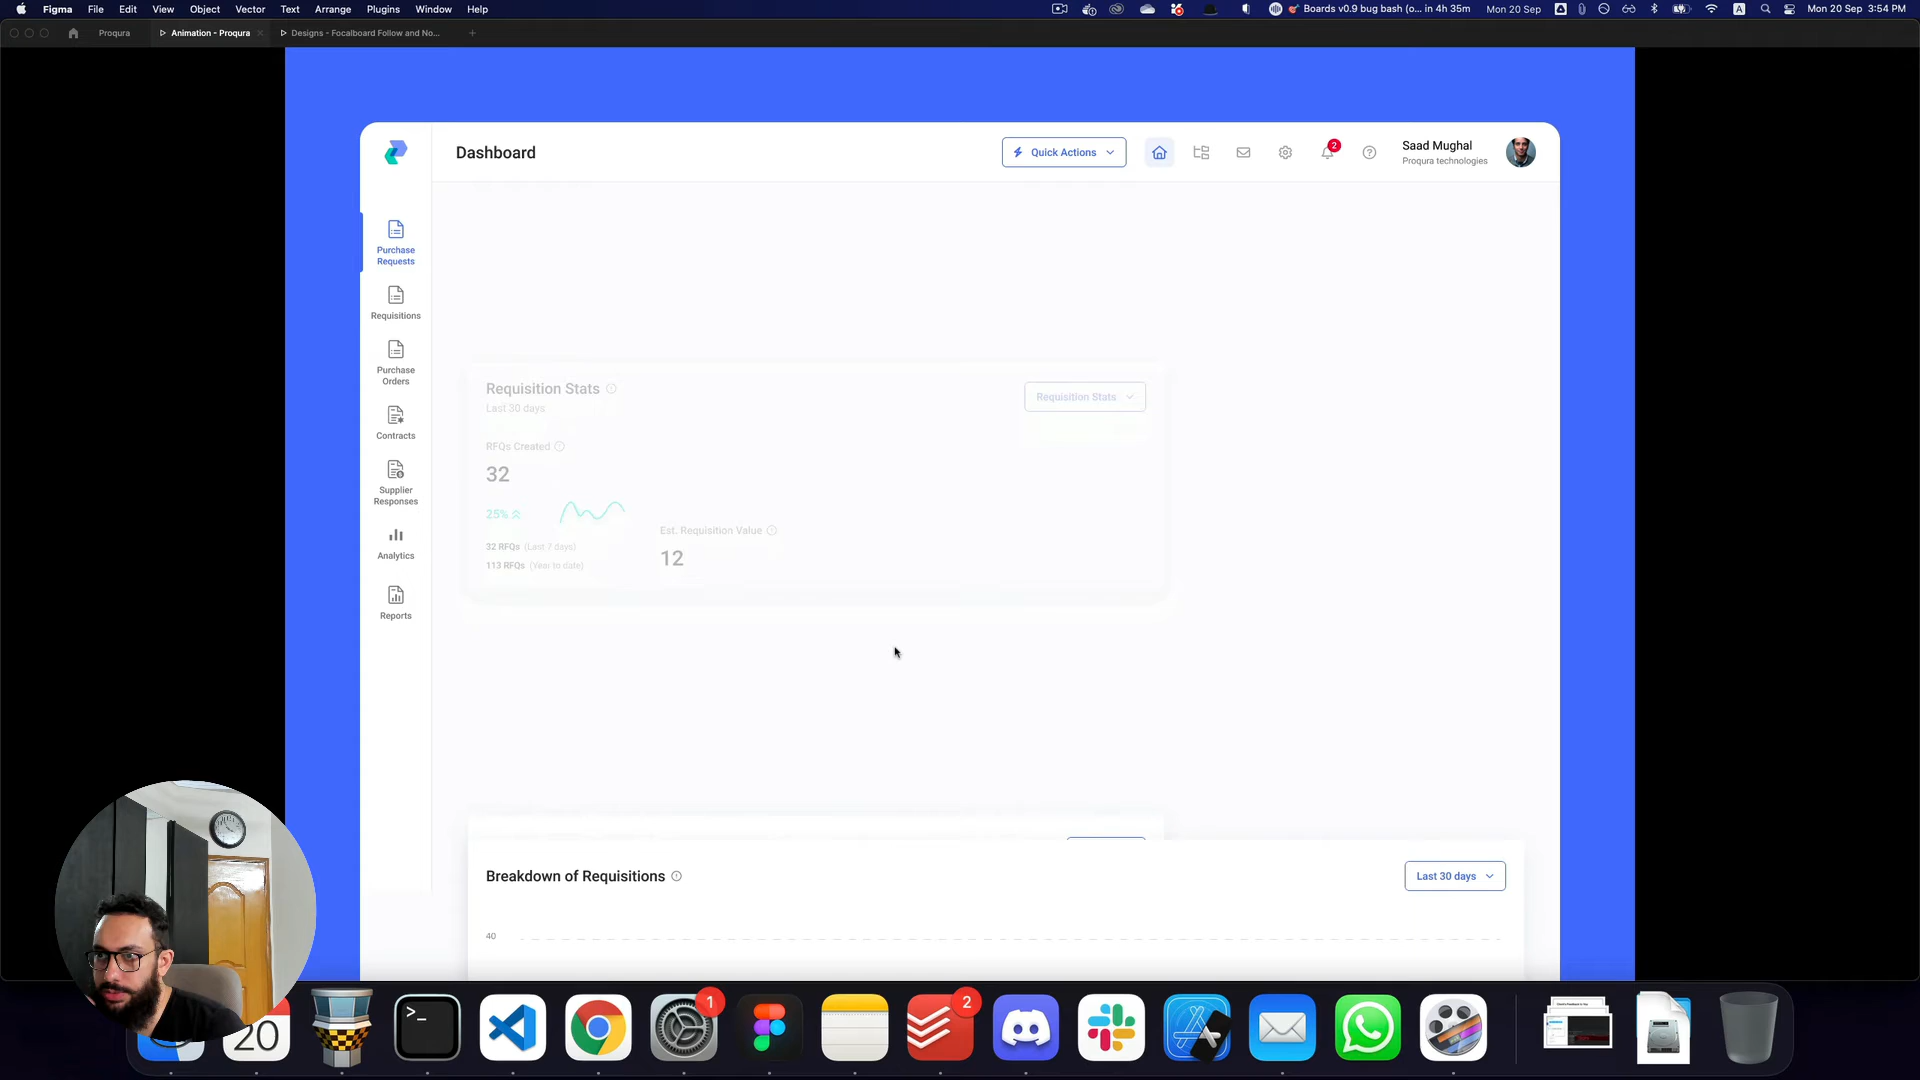 Figma File Edit View Object Vector Text Arrange Plugins Window Help
Boards v0.9 bug bash (o... in 4h 35m Mon 20 Sep A Mon 20 Sep 3:54 PM
Proqura Animation - Proqura Designs - Focalboard Follow and No...
Dashboard
Quick Actions
2
Saad Mughal
Proqura technologies
Purchase
Requests
Requisitions
Purchase
Orders
Contracts
Supplier
Responses
Analytics
Reports
Requisition Stats
Last 30 days
Requisition Stats
RFQs Created
32
25%
32 RFQs (Last 7 days)
113 RFQs (Year to date)
Est. Requisition Value
12
Breakdown of Requisitions
Last 30 days
40
20
>_
1
2